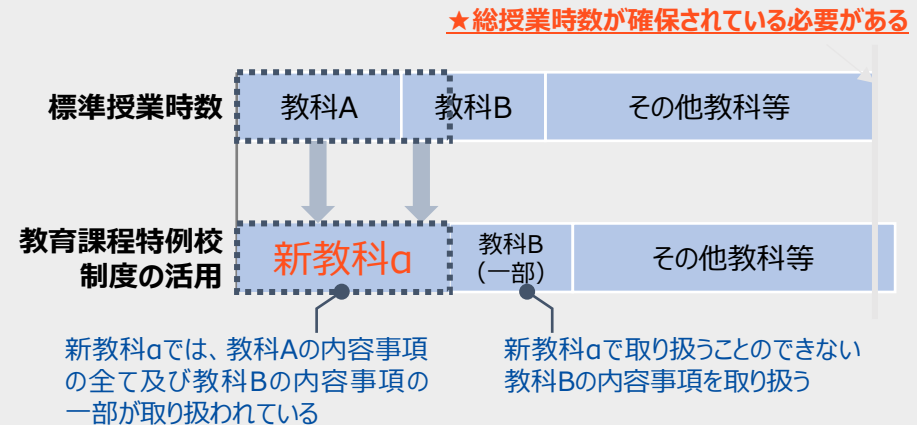 ★総授業時数が確保されている必要がある
標準授業時数
教科A
教科B
その他教科等
教育課程特例校
制度の活用
新教科α
教科B
（一部）
その他教科等
新教科αでは、教科Aの内容事項
の全て及び教科Bの内容事項の
一部が取り扱われている
新教科αで取り扱うことのできない
教科Bの内容事項を取り扱う